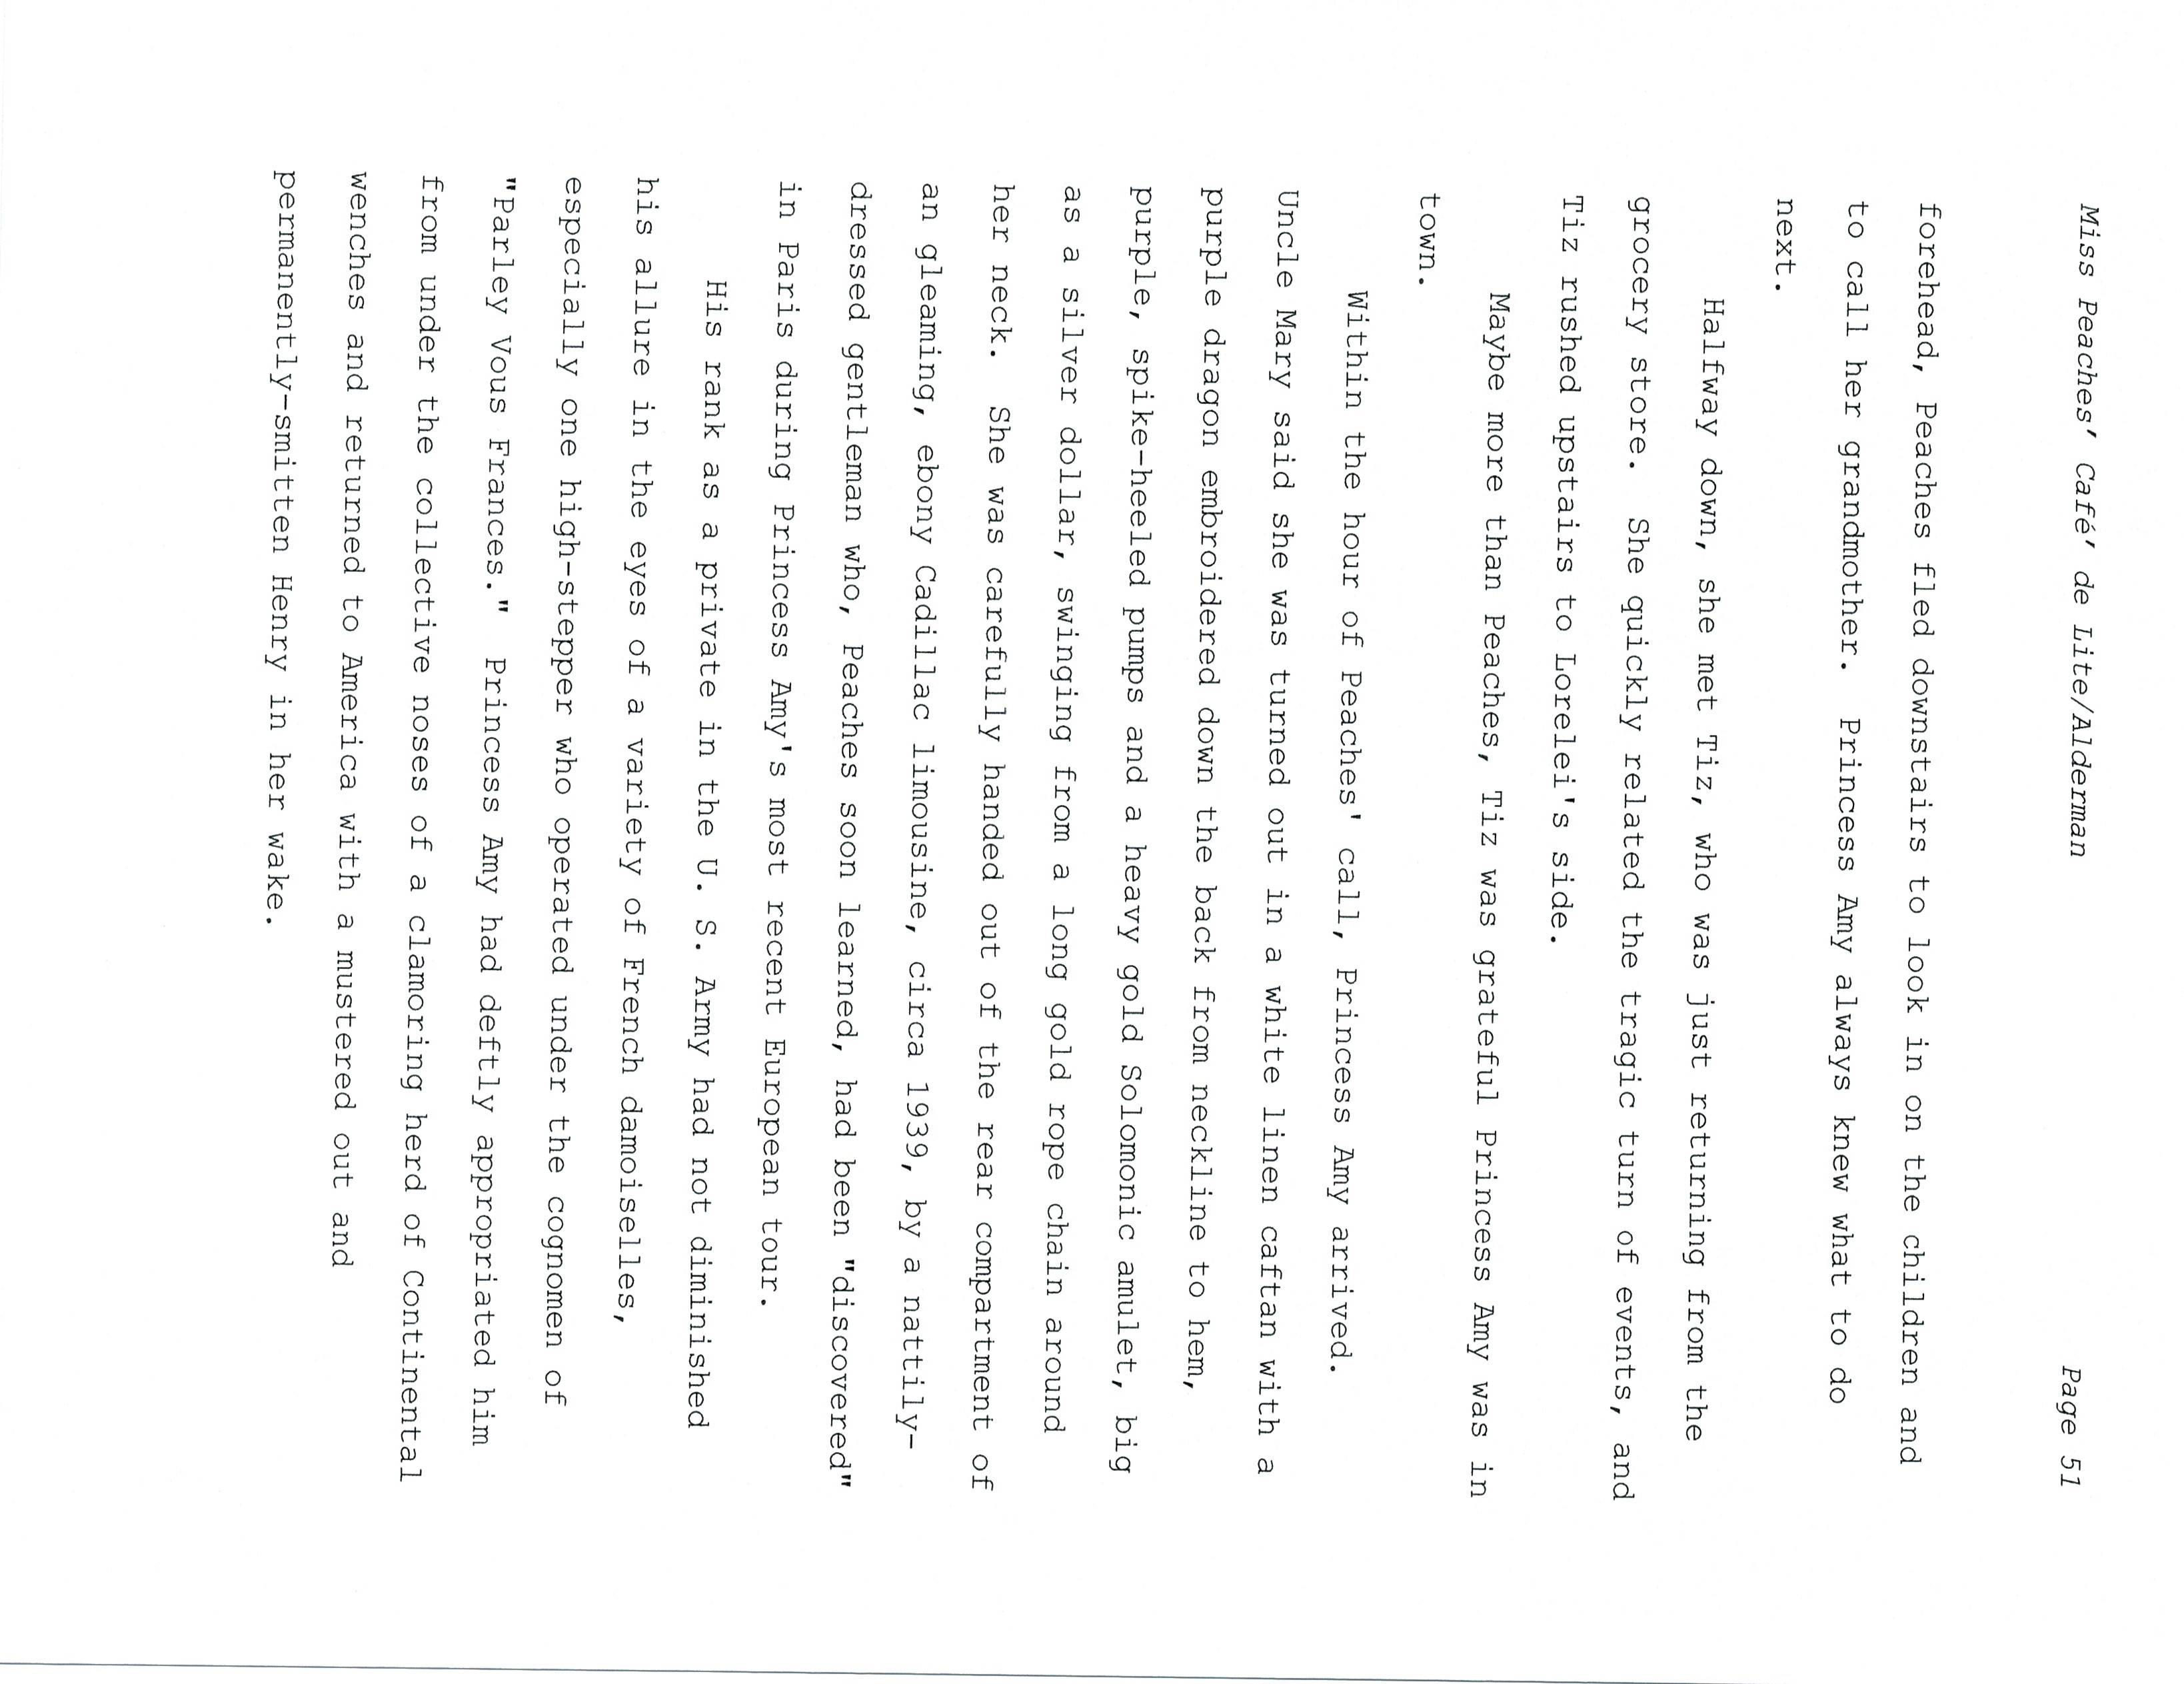 Miss Peaches' Café' de Lite/Alderman Page 51
forehead, Peaches fled downstairs to look in on the children and
to call her grandmother. Princess Amy always knew what to do
next.
Halfway down, she met Tiz, who was just returning from the
grocery store. She quickly related the tragic turn of events, and
Tiz rushed upstairs to Lorelei's side.
Maybe more than Peaches, Tiz was grateful Princess Amy was in
town.
Within the hour of Peaches' call, Princess Amy arrived.
Uncle Mary said she was turned out in a white linen caftan with a
purple dragon embroidered down the back from neckline to hem,
purple, spike-heeled pumps and a heavy gold Solomonic amulet, big
as a silver dollar, swinging from a long gold rope chain around
her neck. She was carefully handed out of the rear compartment of
an gleaming, ebony Cadillac limousine, circa 1939, by a nattily-
dressed gentleman who, Peaches soon learned, had been "discovered"
in Paris during Princess Amy's most recent European tour.
His rank as a private in the U. S. Army had not diminished
his allure in the eyes of a variety of French damoiselles,
especially one high-stepper who operated under the cognomen of
"Parley Vous Frances." Princess Amy had deftly appropriated him
from under the collective noses of a clamoring herd of Continental
wenches and returned to America with a mustered out and
permanently-smitten Henry in her wake.